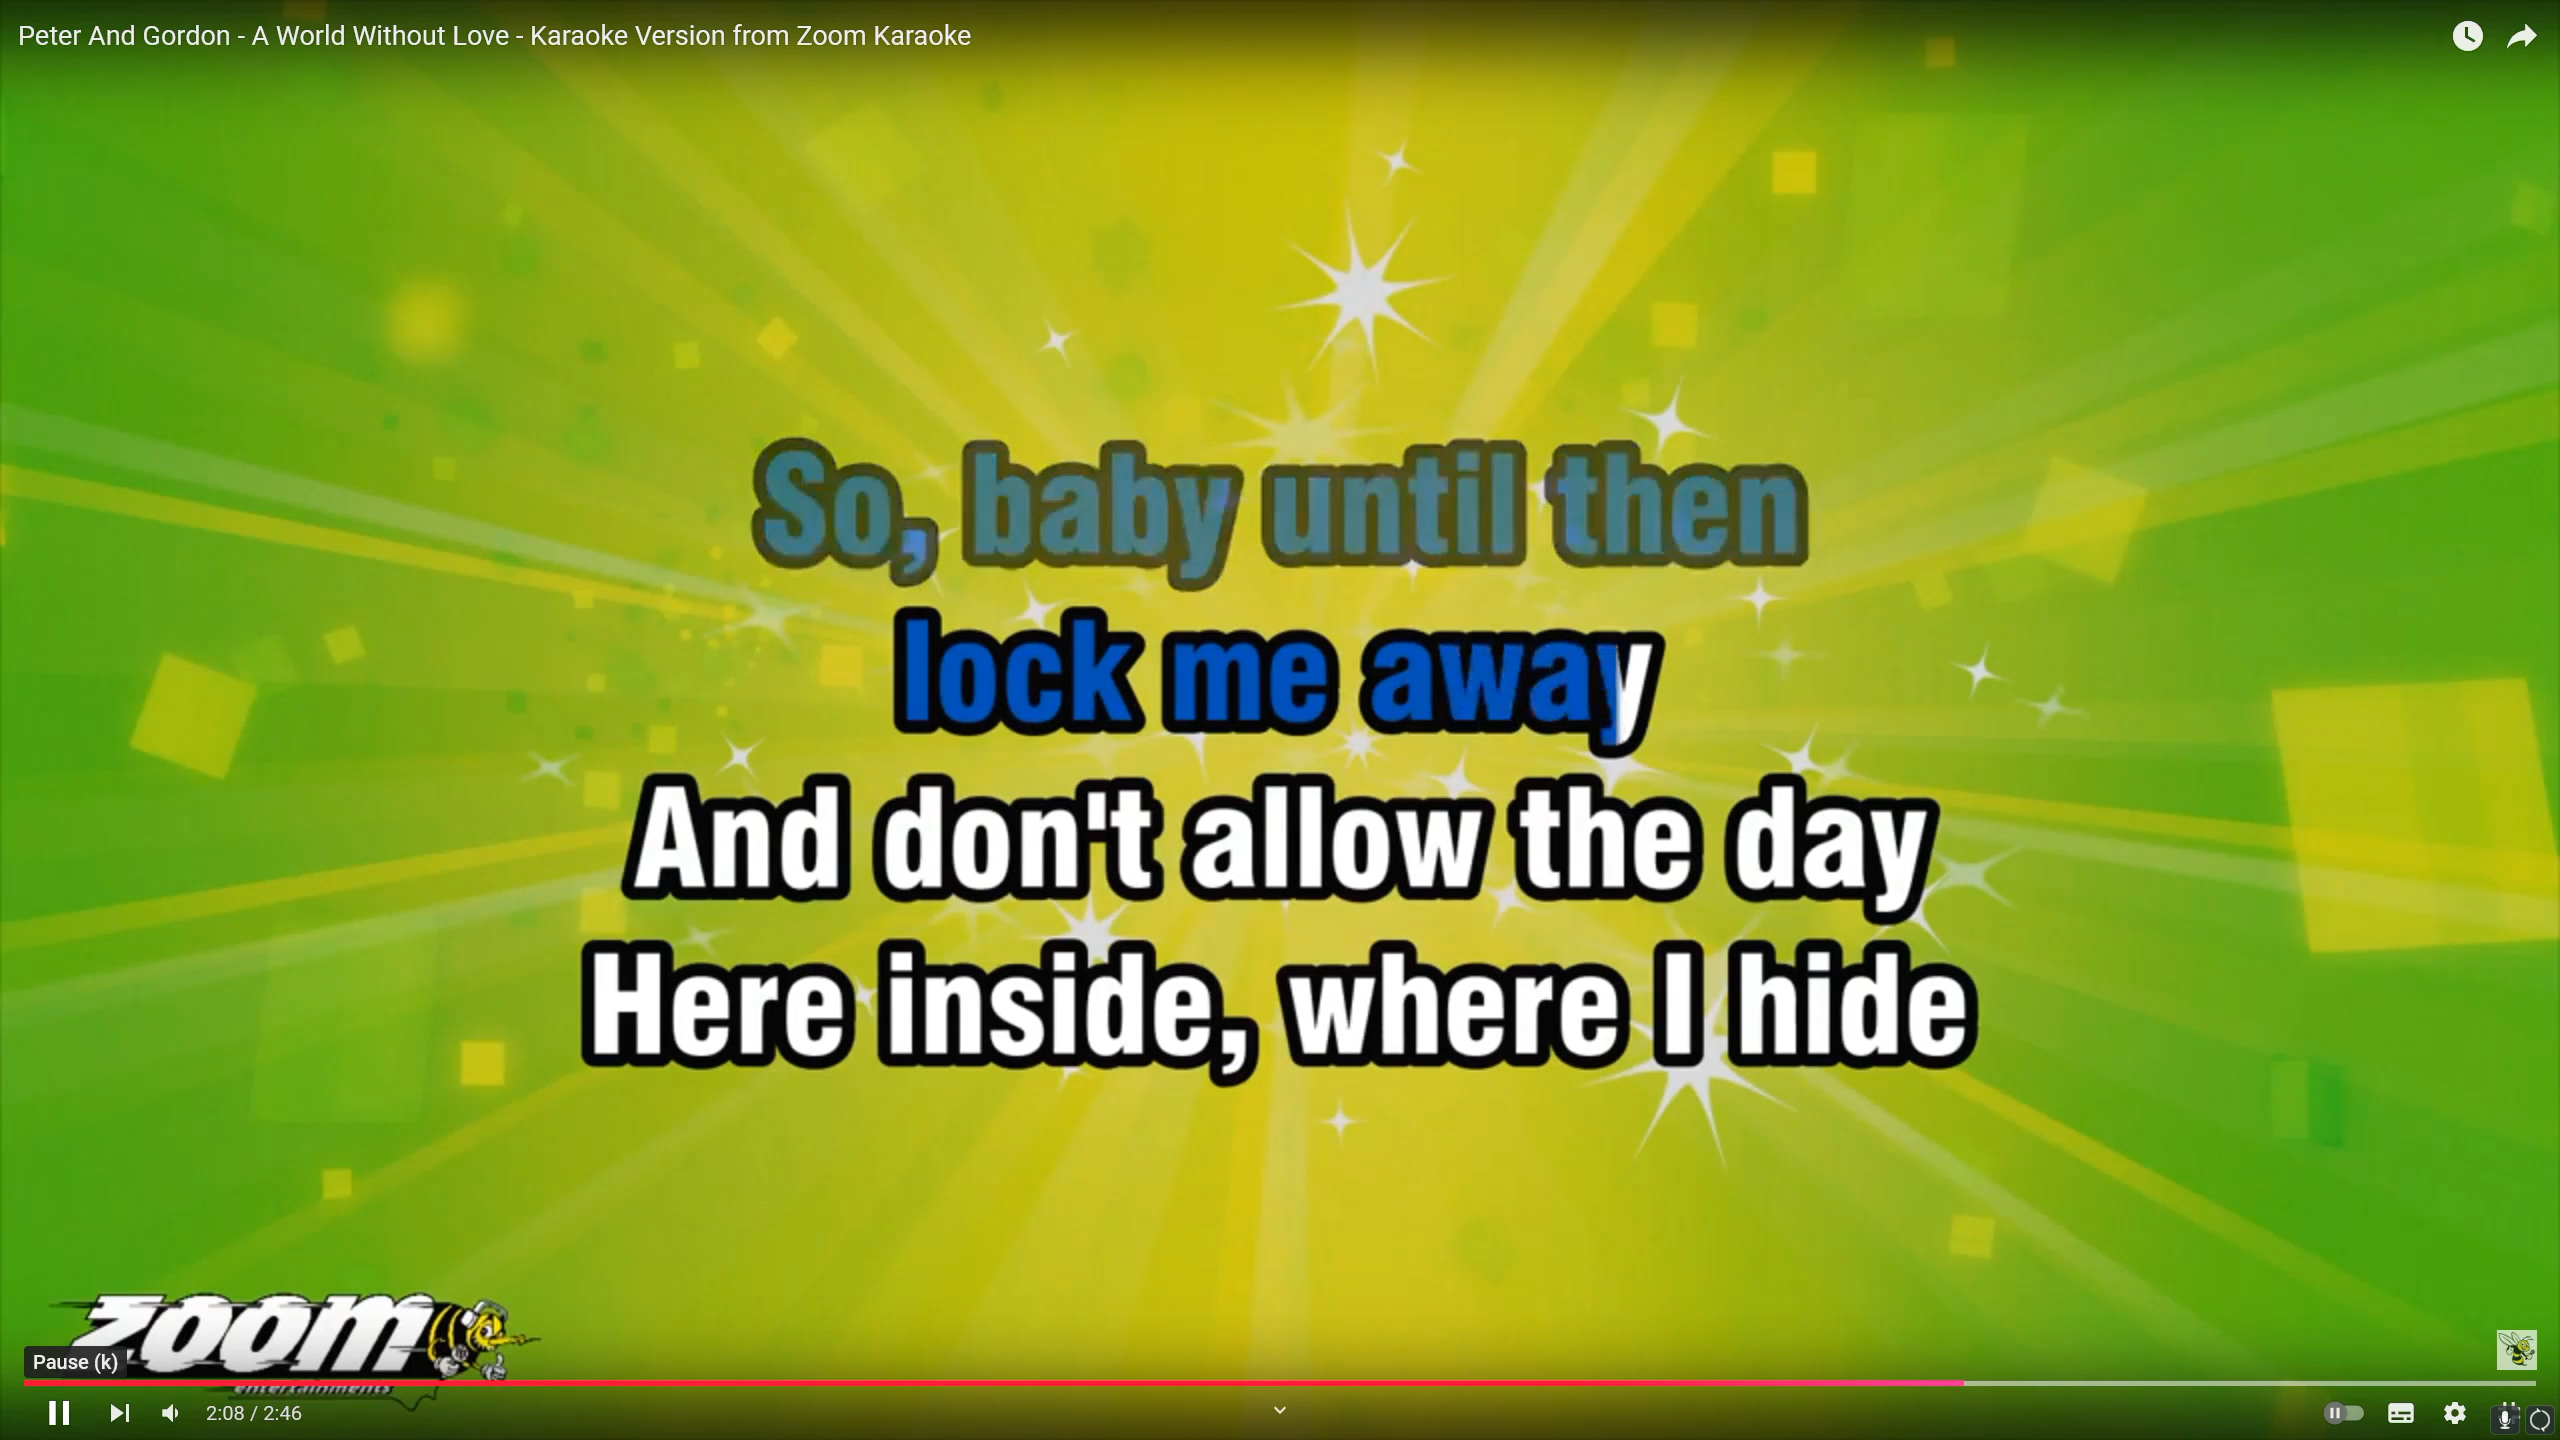 Peter And Gordon - A World Without Love - Karaoke Version from Zoom Karaoke
So, baby until then
lock me away
And don't allow the day
Here inside, where I hide
zoom
entertainments
Pause (k)
2:08 / 2:46